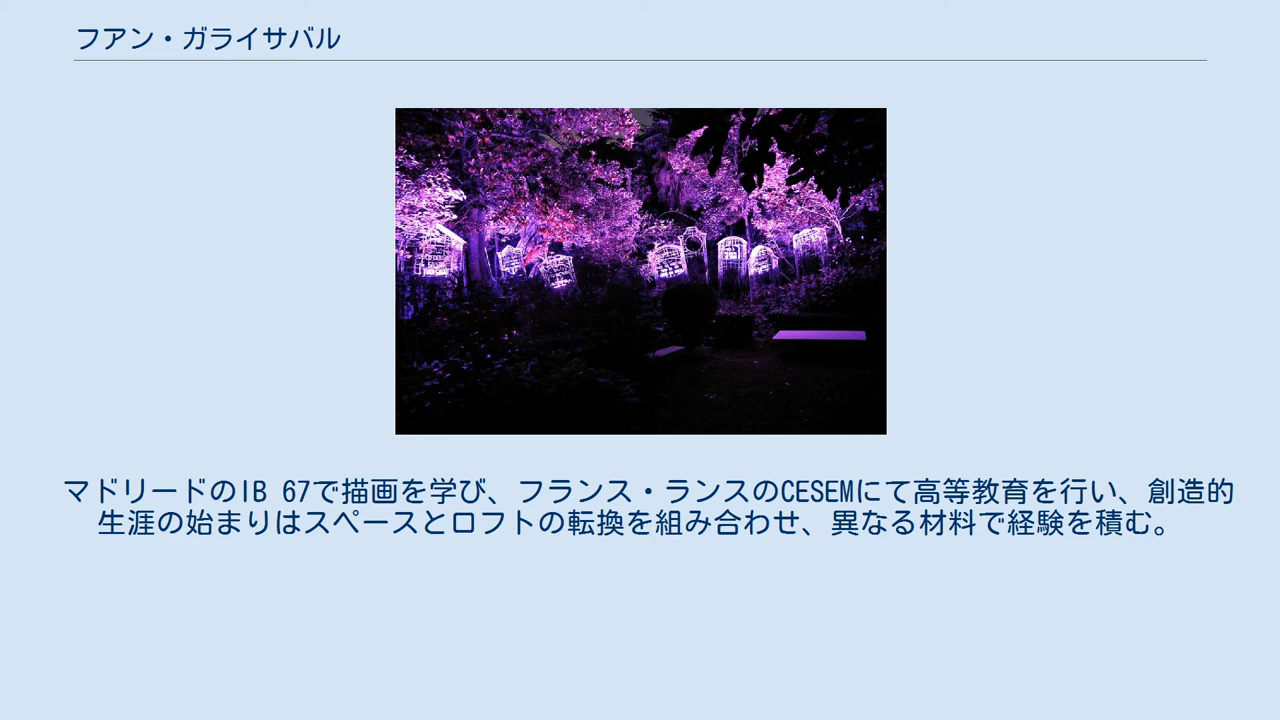 フアン・ガライサバル
マドリードのIB 67で描画を学び、フランス・ランスのCESEMにて高等教育を行い、創造的
生涯の始まりはスペースとロフトの転換を組み合わせ、異なる材料で経験を積む。